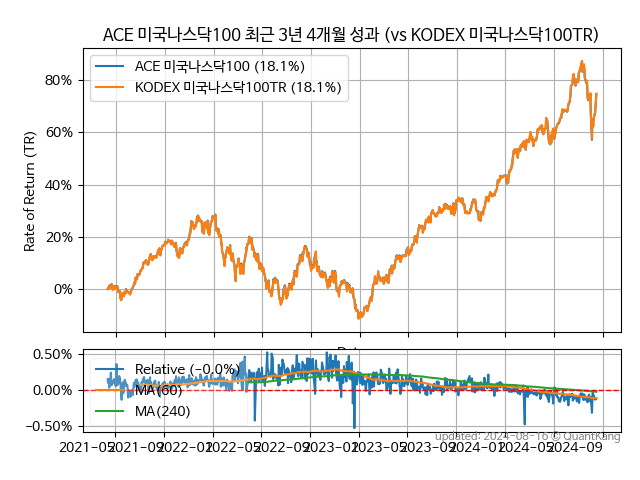 ACE 미국나스닥100 최근 3년 4개월 성과 (vs KODEX 미국나스닥100TR)
ACE 미국나스닥100 (18.1%)
KODEX 미국나스닥100TR (18.1%)
80%
60%
40%
20%
0%
Rate of Return (TR)
0.50%
0.00%
−0.50%
Relative (−0.0%)
MA(60)
MA(240)
updated: 2024-08-16 © QuantKang
2021-05 2021-09 2022-01 2022-05 2022-09 2023-01 2023-05 2023-09 2024-01 2024-05 2024-09